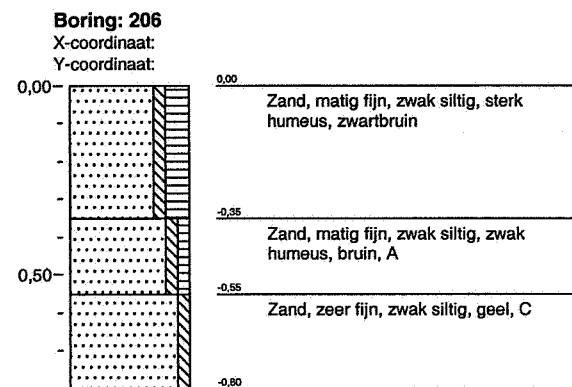 Boring: 206
X-coordinaat:
Y-coordinaat:
0,00
0,00
Zand, matig fijn, zwak siltig, sterk
humeus, zwartbruin
-0,35
Zand, matig fijn, zwak siltig, zwak
humeus, bruin, A
0,50
-0,55
Zand, zeer fijn, zwak siltig, geel, C
-0,80